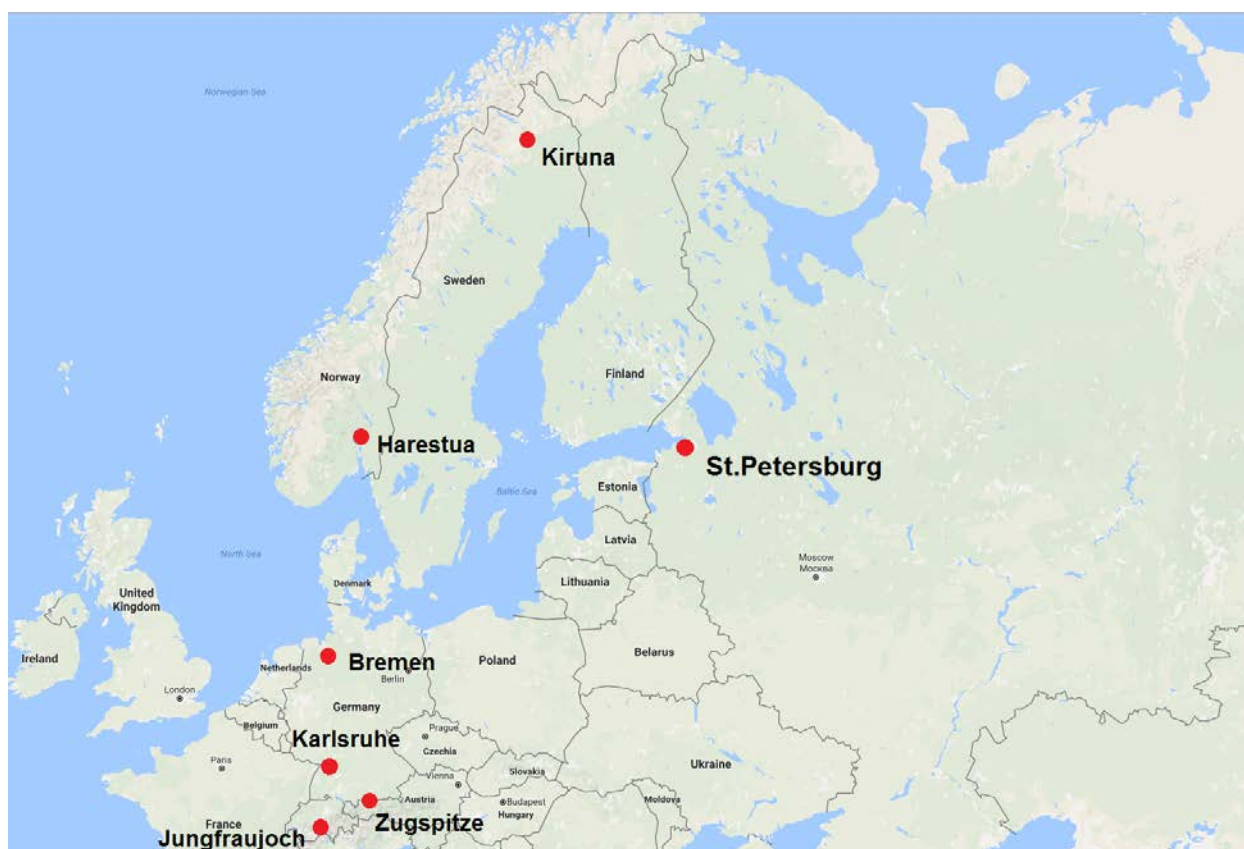 Norwegian Sea
Kiruna
Sweden
Norway
Finland
Harestua
St.Petersburg
Estonia
Baltic Sea
Latvia
North Sea
Moscow
Москва
Denmark
Lithuania
United
Kingdom
Ireland
Netherlands
Bremen
Berlin
Poland
Belarus
London
Germany
Belgium
Karlsruhe
Prague
Czechia
Paris
Slovakia
Ukraine
Vienna
Austria
Budapest
Hungary
Moldova
France
Zugspitze
Jungfraujoch